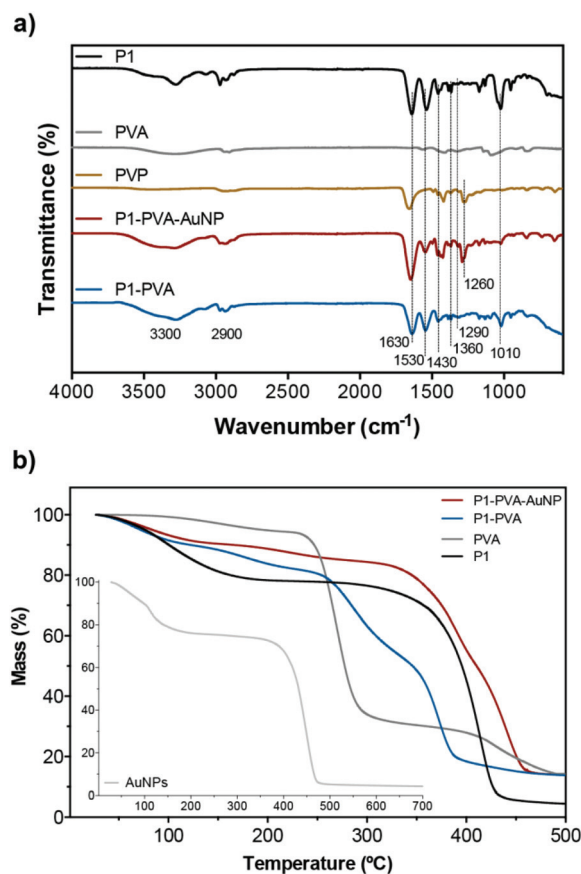 a)
P1
PVA
PVP
P1-PVA-AuNP
P1-PVA
Transmittance (%)
3300 2900 1630 1530 1430 1360 1290 1260 1010
4000 3500 3000 2500 2000 1500 1000
Wavenumber (cm-1)
b)
P1-PVA-AuNP
P1-PVA
PVA
P1
Mass (%)
100
80
60
40
20
0
100
80
60
40
20
0
AuNPs
0 100 200 300 400 500 600 700
100 200 300 400 500
Temperature (ºC)